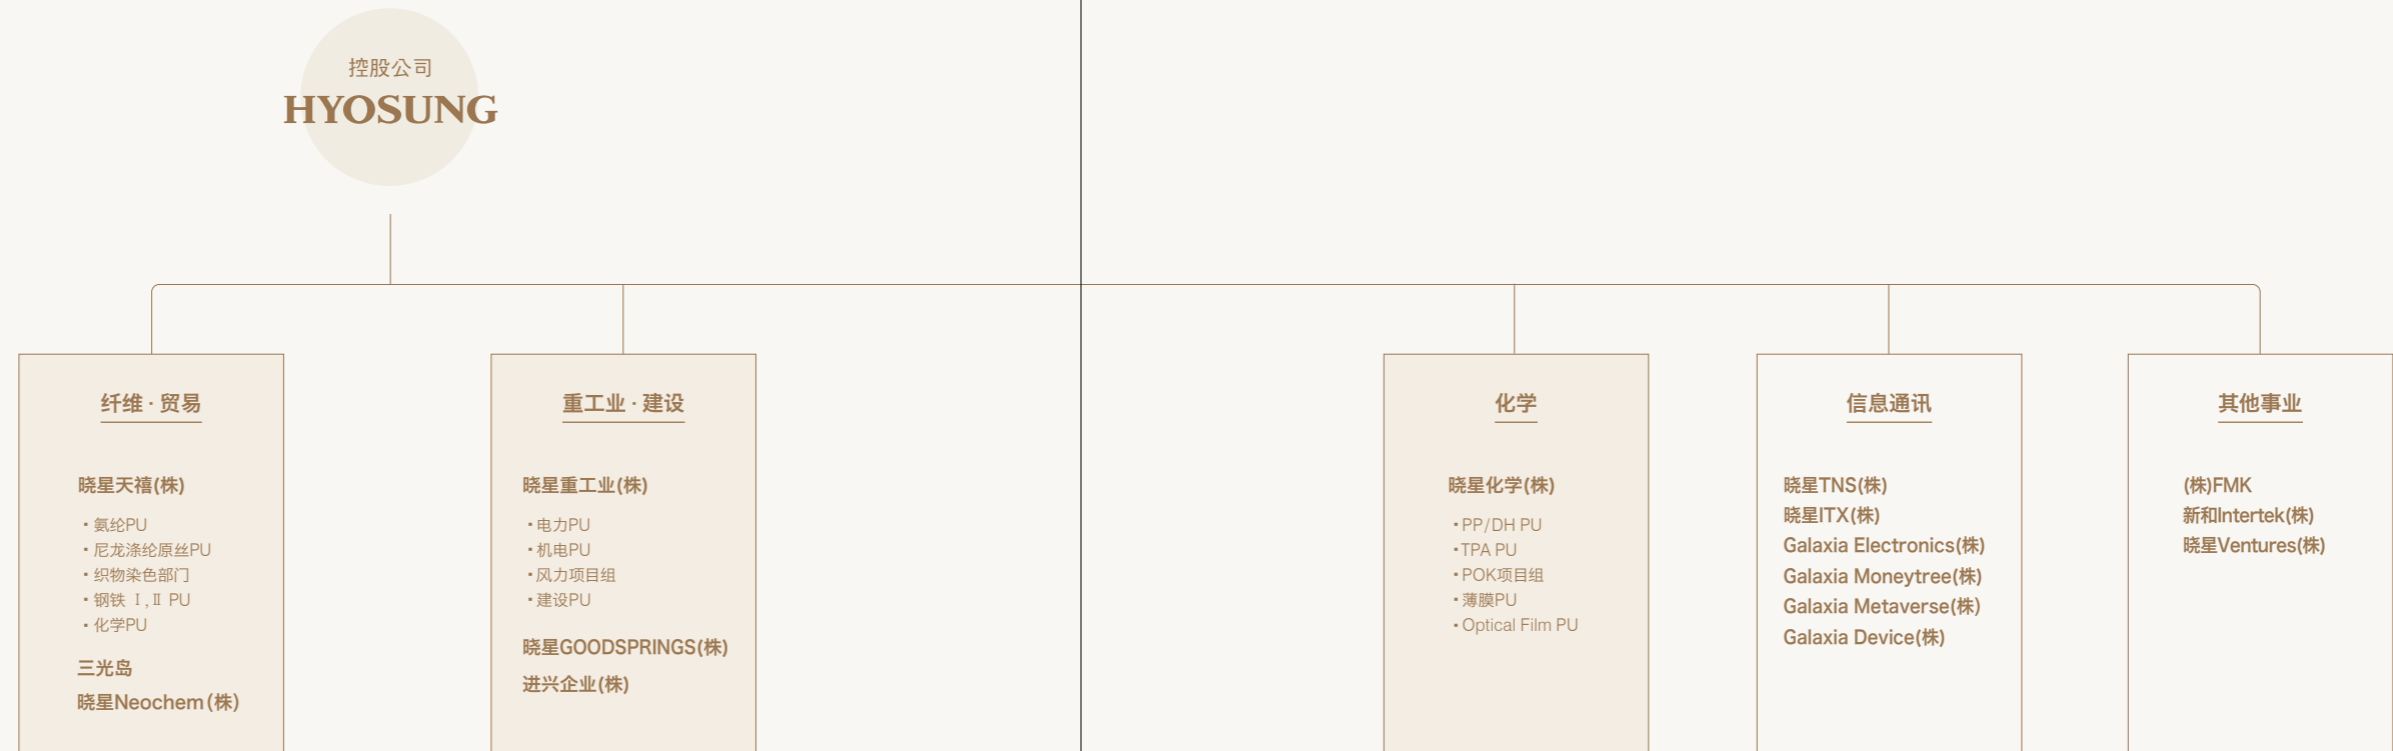 控股公司
HYOSUNG
纤维 · 贸易
晓星天禧(株)
· 氨纶PU
· 尼龙涤纶原丝PU
· 织物染色部门
· 钢铁 Ⅰ,Ⅱ PU
· 化学PU
三光岛
晓星Neochem(株)
重工业 · 建设
晓星重工业(株)
· 电力PU
· 机电PU
· 风力项目组
· 建设PU
晓星GOODSPRINGS(株)
进兴企业(株)
化学
晓星化学(株)
· PP/DH PU
· TPA PU
· POK项目组
· 薄膜PU
· Optical Film PU
信息通讯
晓星TNS(株)
晓星ITX(株)
Galaxia Electronics(株)
Galaxia Moneytree(株)
Galaxia Metaverse(株)
Galaxia Device(株)
其他事业
(株)FMK
新和Intertek(株)
晓星Ventures(株)